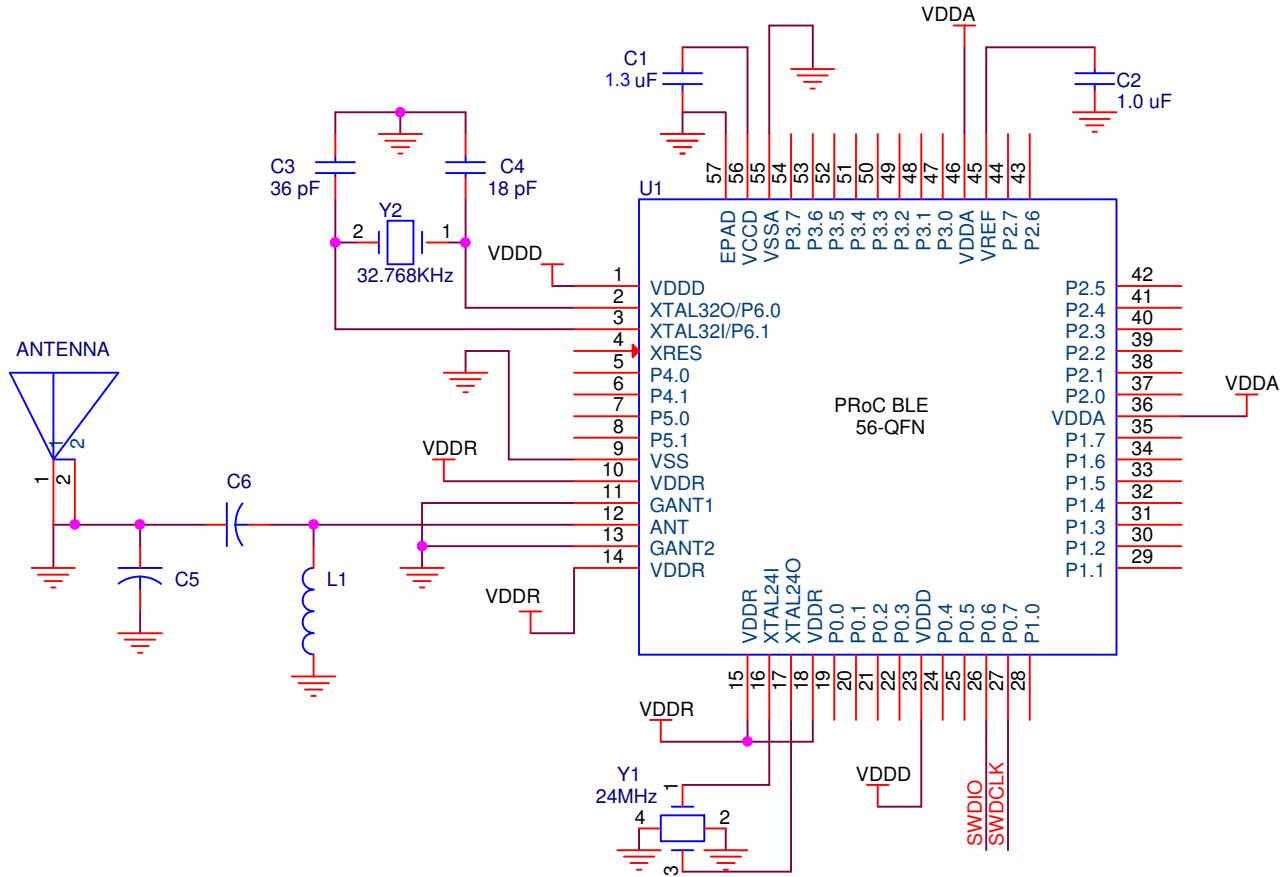 VDDA
C1
1.3 uF
C2
1.0 uF
C3
36 pF
C4
18 pF
Y2
2
1
32.768KHz
57
56
55
54
53
52
51
50
49
48
47
46
45
44
43
U1
EPAD
VCCD
VSSA
P3.7
P3.6
P3.5
P3.4
P3.3
P3.2
P3.1
P3.0
VDDA
VREF
P2.7
P2.6
VDDD
1 VDDD
2 XTAL32O/P6.0
3 XTAL32I/P6.1
4 XRES
5 P4.0
6 P4.1
7 P5.0
8 P5.1
9 VSS
10 VDDR
11 GANT1
12 ANT
13 GANT2
14 VDDR
P2.5 42
P2.4 41
P2.3 40
P2.2 39
P2.1 38
P2.0 37
VDDA 36
P1.7 35
P1.6 34
P1.5 33
P1.4 32
P1.3 31
P1.2 30
P1.1 29
VDDA
PRoC BLE
56-QFN
ANTENNA
1
2
1
2
VDDR
C6
C5
L1
VDDR
VDDR
XTAL24I
XTAL24O
VDDR
P0.0
P0.1
P0.2
P0.3
VDDD
P0.4
P0.5
P0.6
P0.7
P1.0
15
16
17
18
19
20
21
22
23
24
25
26
27
28
VDDR
Y1
24MHz
1
4
2
3
VDDD
SWDIO
SWDCLK